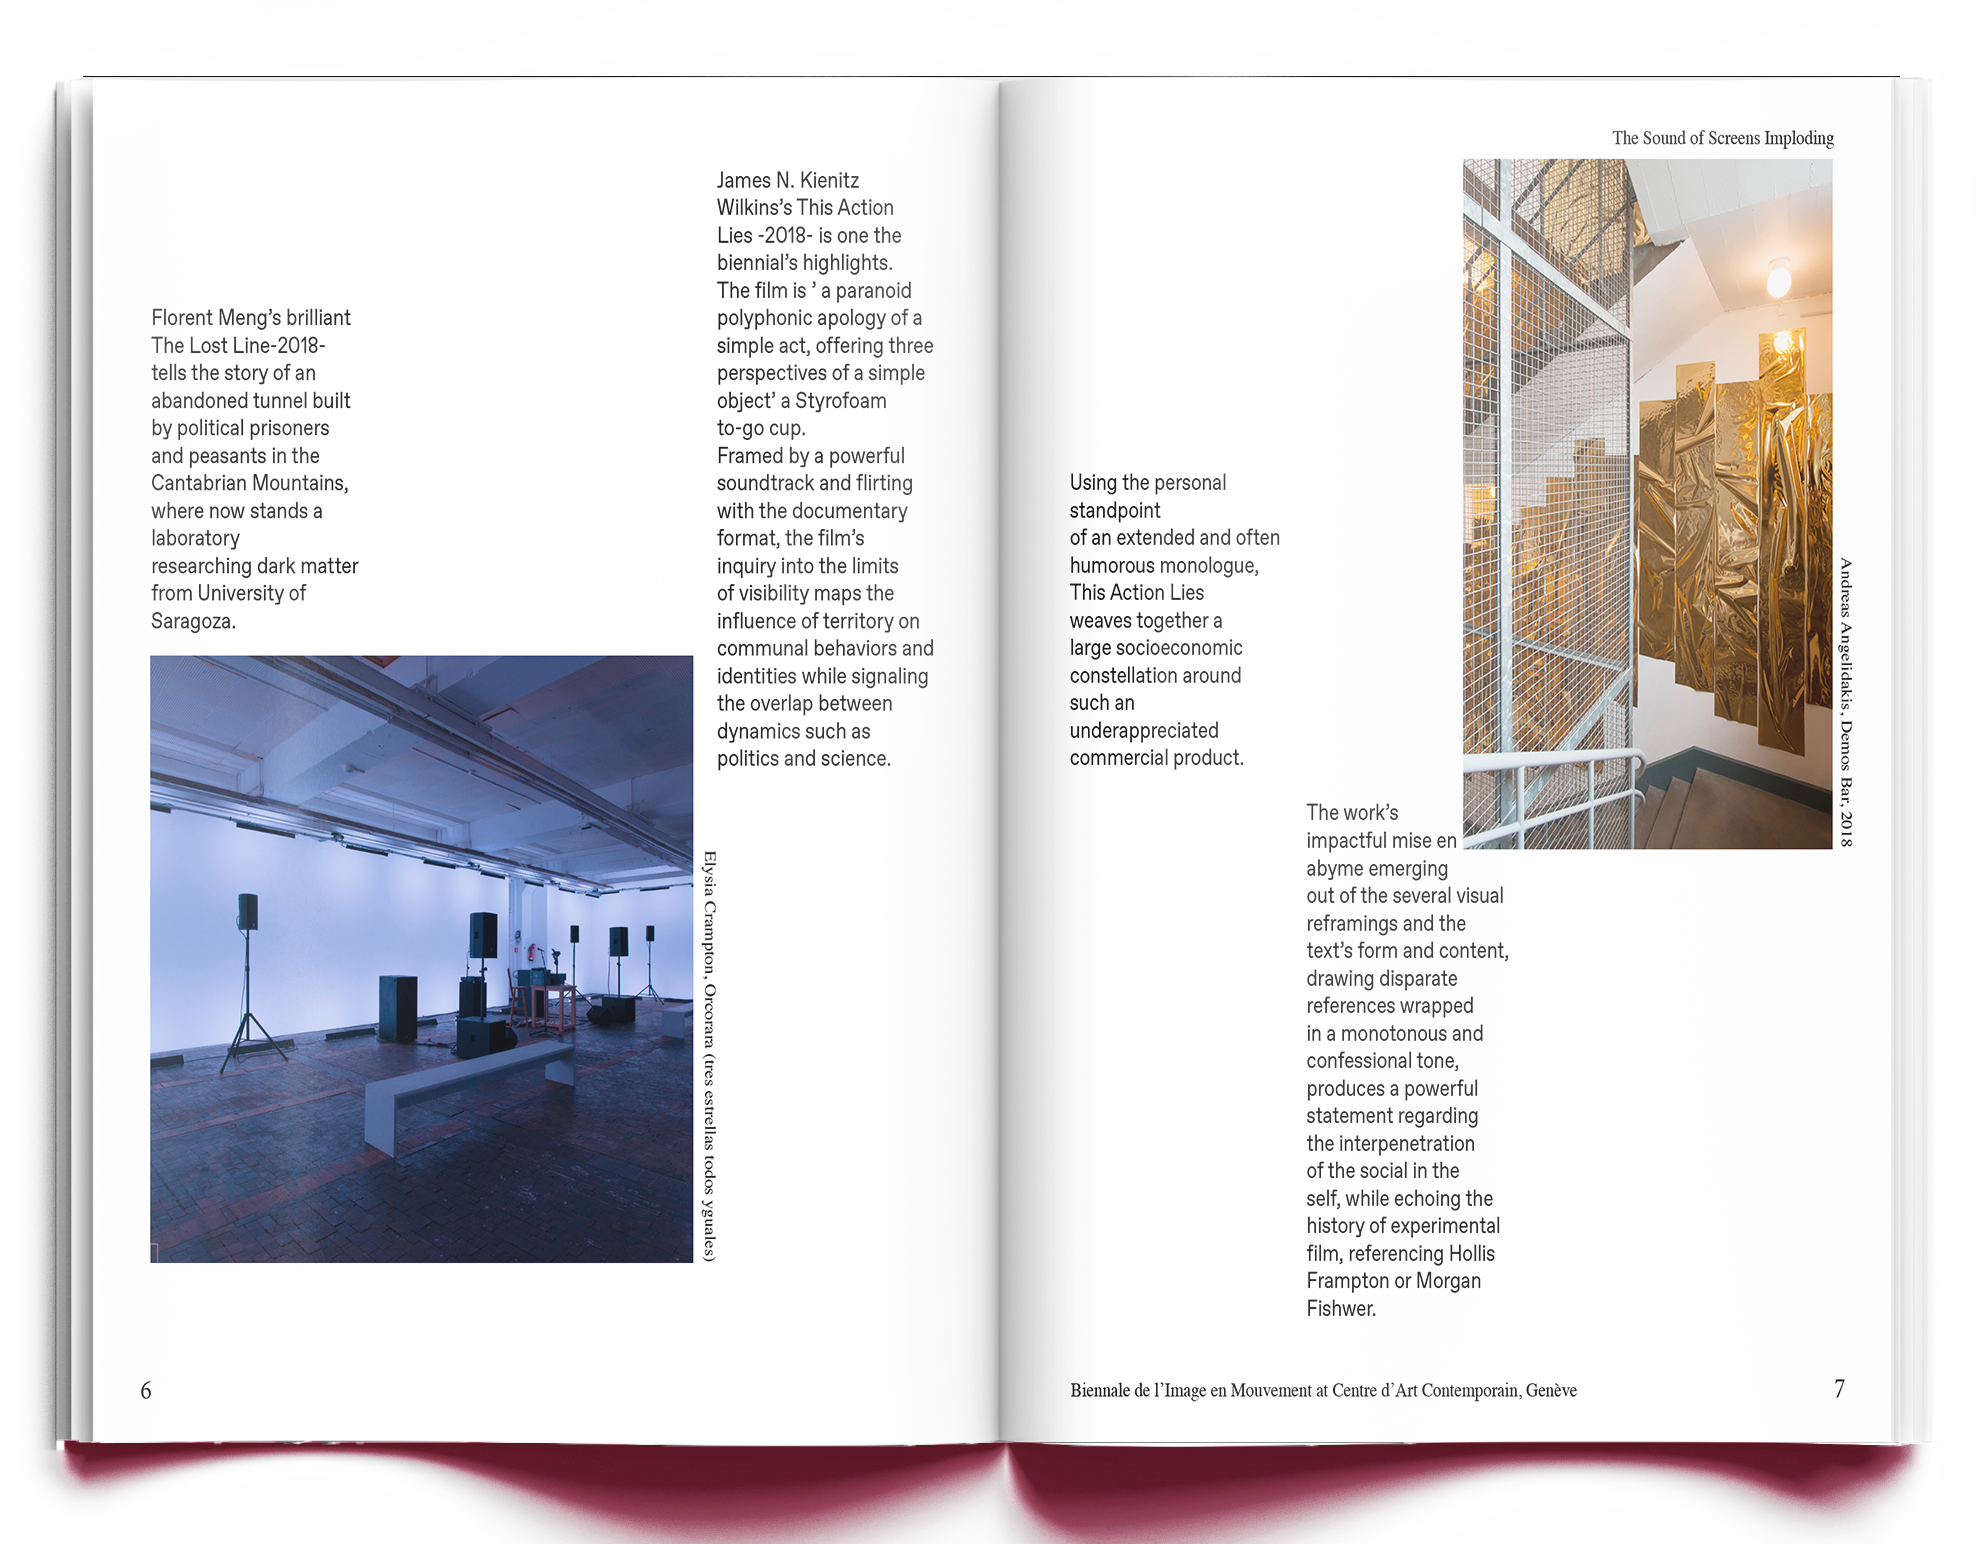 Florent Meng’s brilliant
The Lost Line-2018-
tells the story of an
abandoned tunnel built
by political prisoners
and peasants in the
Cantabrian Mountains,
where now stands a
laboratory
researching dark matter
from University of
Saragoza.
Elysia Crampton, Orcorara (tres estrellas todos yguales)
James N. Kienitz
Wilkins’s This Action
Lies -2018- is one the
biennial’s highlights.
The film is ’ a paranoid
polyphonic apology of a
simple act, offering three
perspectives of a simple
object’ a Styrofoam
to-go cup.
Framed by a powerful
soundtrack and flirting
with the documentary
format, the film’s
inquiry into the limits
of visibility maps the
influence of territory on
communal behaviors and
identities while signaling
the overlap between
dynamics such as
politics and science.
6
The Sound of Screens Imploding
Using the personal
standpoint
of an extended and often
humorous monologue,
This Action Lies
weaves together a
large socioeconomic
constellation around
such an
underappreciated
commercial product.
Andreas Angelidakis, Demos Bar, 2018
The work’s
impactful mise en
abyme emerging
out of the several visual
reframings and the
text’s form and content,
drawing disparate
references wrapped
in a monotonous and
confessional tone,
produces a powerful
statement regarding
the interpenetration
of the social in the
self, while echoing the
history of experimental
film, referencing Hollis
Frampton or Morgan
Fishwer.
Biennale de l’Image en Mouvement at Centre d’Art Contemporain, Genève
7